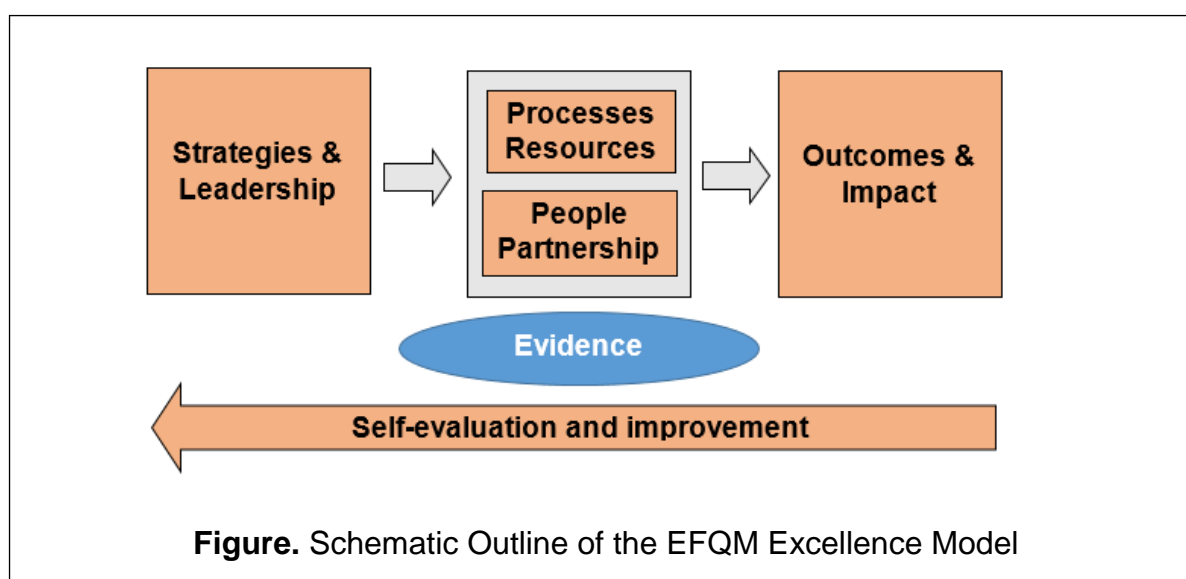 Strategies &
Leadership
Processes
Resources
People
Partnership
Outcomes &
Impact
Evidence
Self-evaluation and improvement
Figure. Schematic Outline of the EFQM Excellence Model